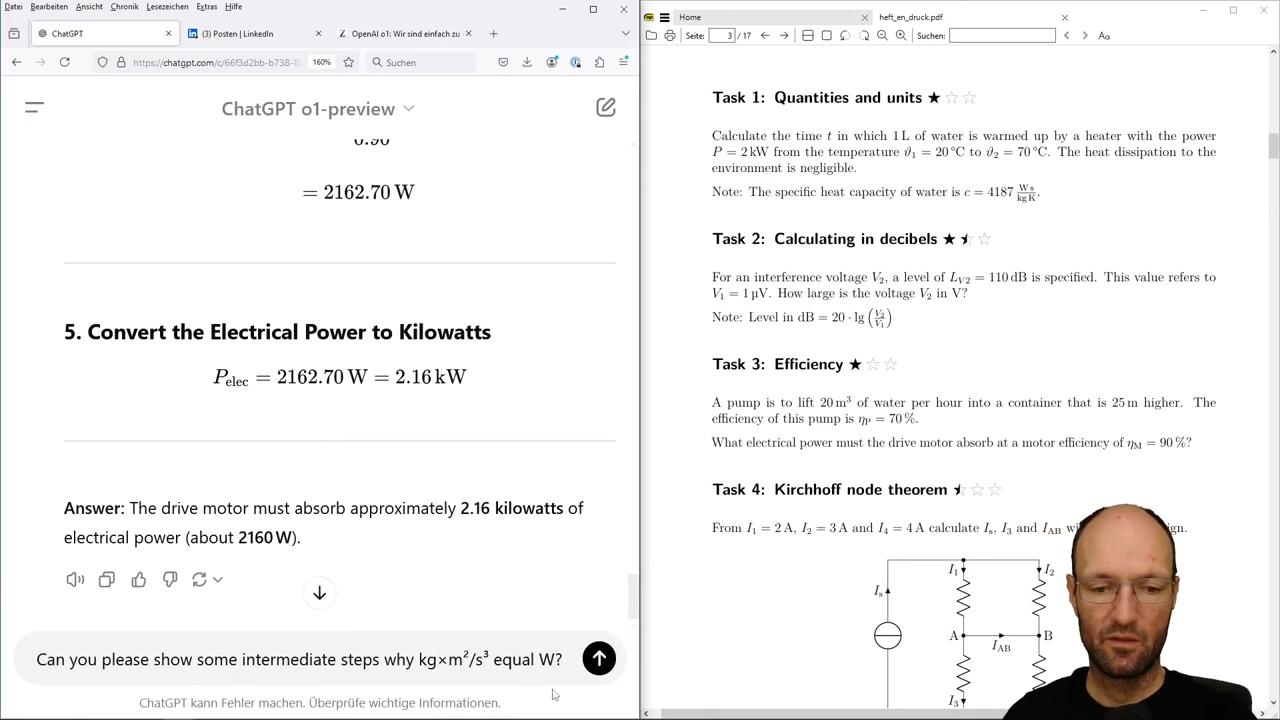 Datei Bearbeiten Ansicht Chronik Lesezeichen Extras Hilfe
ChatGPT
(3) Posten | LinkedIn
OpenAI o1: Wir sind einfach zu
https://chatgpt.com/c/66f3d2bb-b738-8
160%
Suchen
ChatGPT o1-preview
0.90
= 2162.70 W
5. Convert the Electrical Power to Kilowatts
P_elec = 2162.70 W = 2.16 kW
Answer: The drive motor must absorb approximately 2.16 kilowatts of
electrical power (about 2160 W).
Can you please show some intermediate steps why kg×m²/s³ equal W?
ChatGPT kann Fehler machen. Überprüfe wichtige Informationen.
Home
heft_en_druck.pdf
Seite: 3 / 17
Suchen:
Task 1: Quantities and units ★☆☆
Calculate the time t in which 1 L of water is warmed up by a heater with the power
P = 2 kW from the temperature ϑ₁ = 20 °C to ϑ₂ = 70 °C. The heat dissipation to the
environment is negligible.
Note: The specific heat capacity of water is c = 4187 W s / kg K.
Task 2: Calculating in decibels
For an interference voltage V₂, a level of L_V2 = 110 dB is specified. This value refers to
V₁ = 1 µV. How large is the voltage V₂ in V?
Note: Level in dB = 20 · lg (V₂/V₁)
Task 3: Efficiency ★☆☆
A pump is to lift 20 m³ of water per hour into a container that is 25 m higher. The
efficiency of this pump is η_P = 70 %.
What electrical power must the drive motor absorb at a motor efficiency of η_M = 90 %?
Task 4: Kirchhoff node theorem
From I₁ = 2 A, I₂ = 3 A and I₄ = 4 A calculate I_s, I₃ and I_AB
I₁
I₂
I_s
A
B
I_AB
I₃